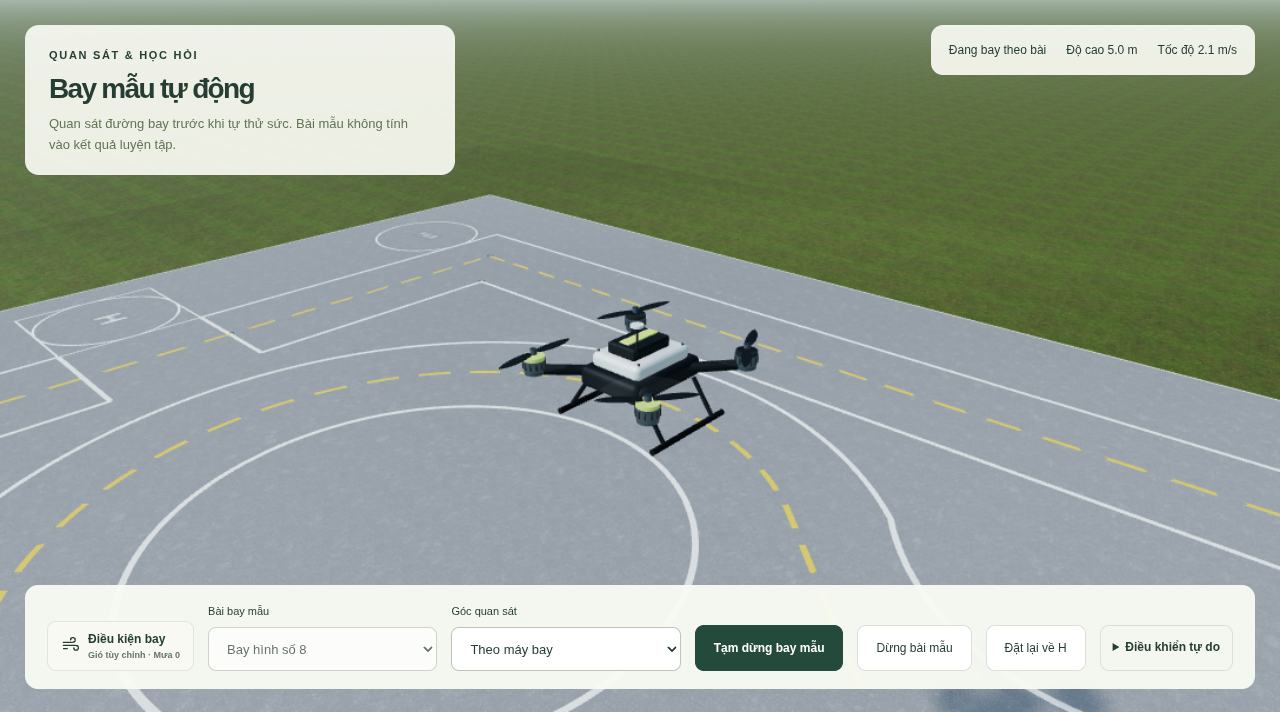 QUAN SÁT & HỌC HỎI
Bay mẫu tự động
Quan sát đường bay trước khi tự thử sức. Bài mẫu không tính
vào kết quả luyện tập.
Đang bay theo bài
Độ cao 5.0 m
Tốc độ 2.1 m/s
H
Điều kiện bay
Gió tùy chỉnh · Mưa 0
Bài bay mẫu
Bay hình số 8
Góc quan sát
Theo máy bay
Tạm dừng bay mẫu
Dừng bài mẫu
Đặt lại về H
Điều khiển tự do